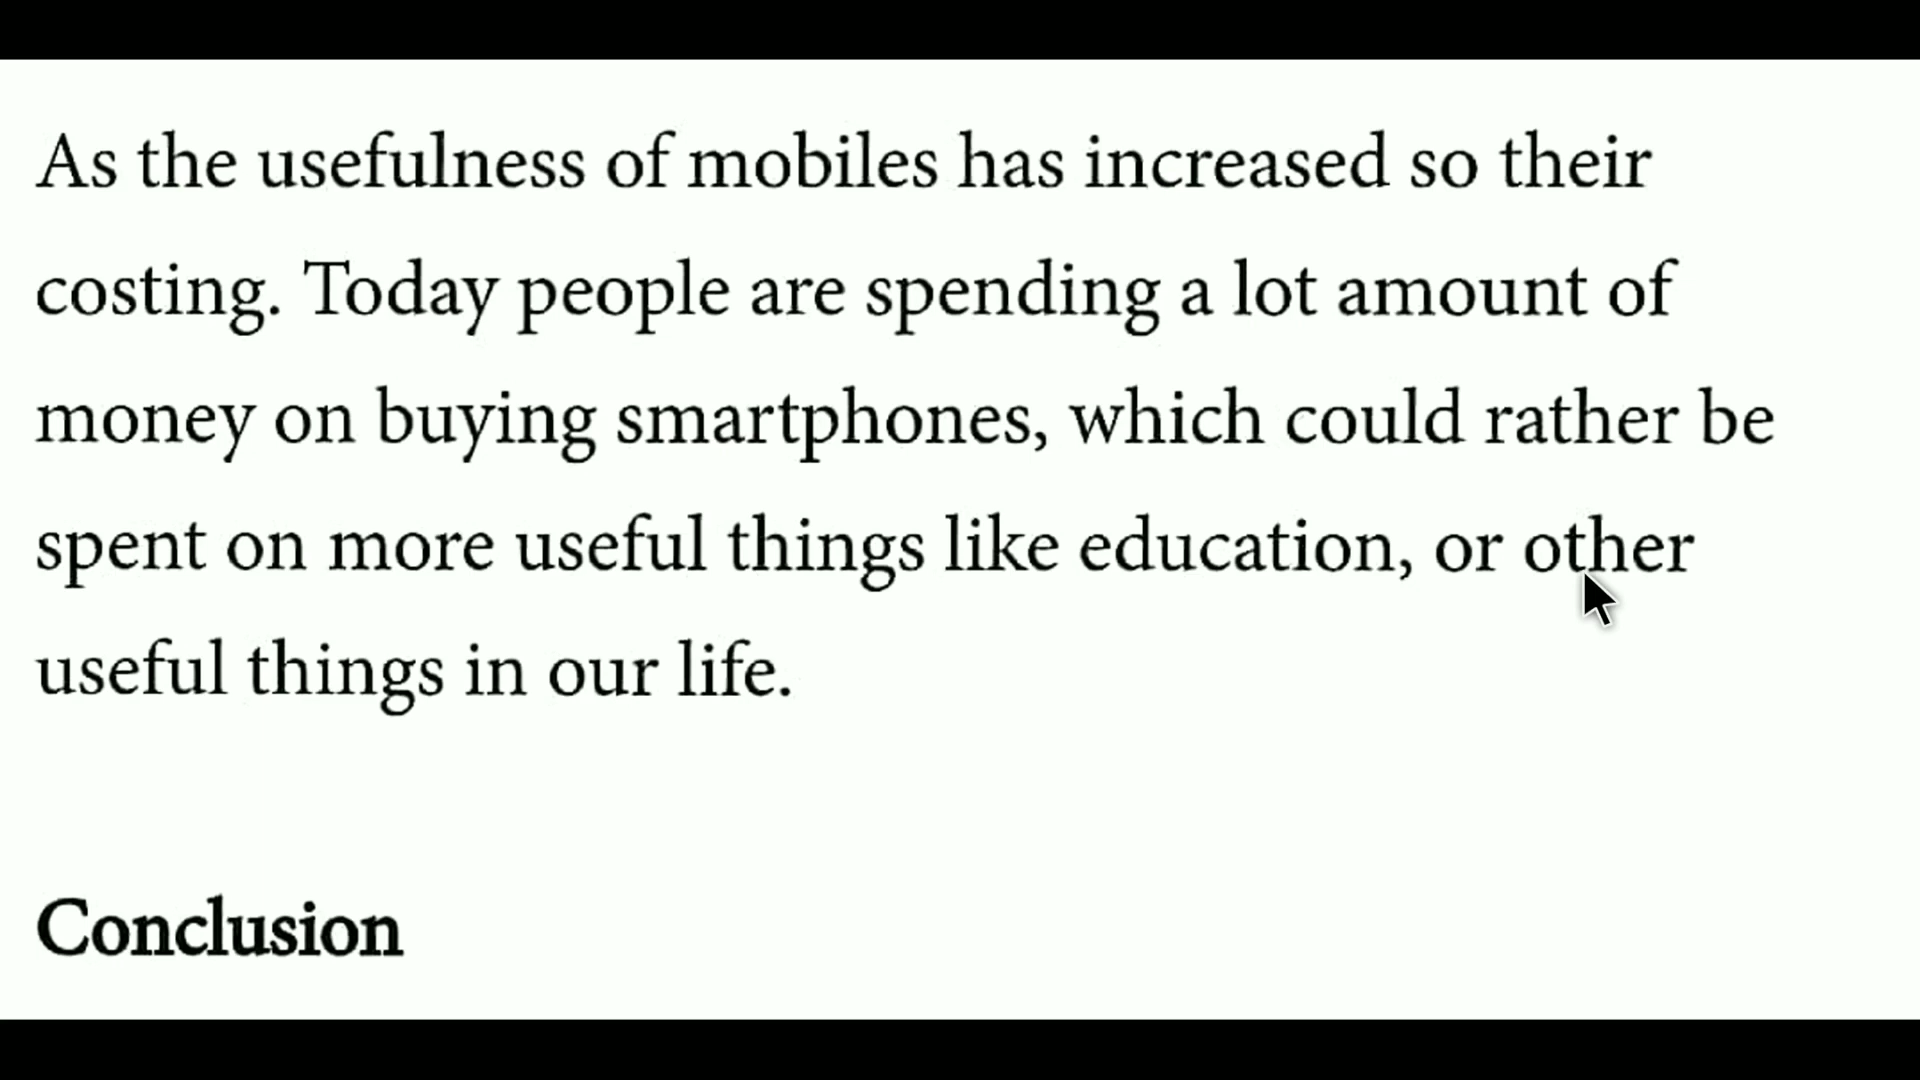 As the usefulness of mobiles has increased so their
costing. Today people are spending a lot amount of
money on buying smartphones, which could rather be
spent on more useful things like education, or other
useful things in our life.
Conclusion